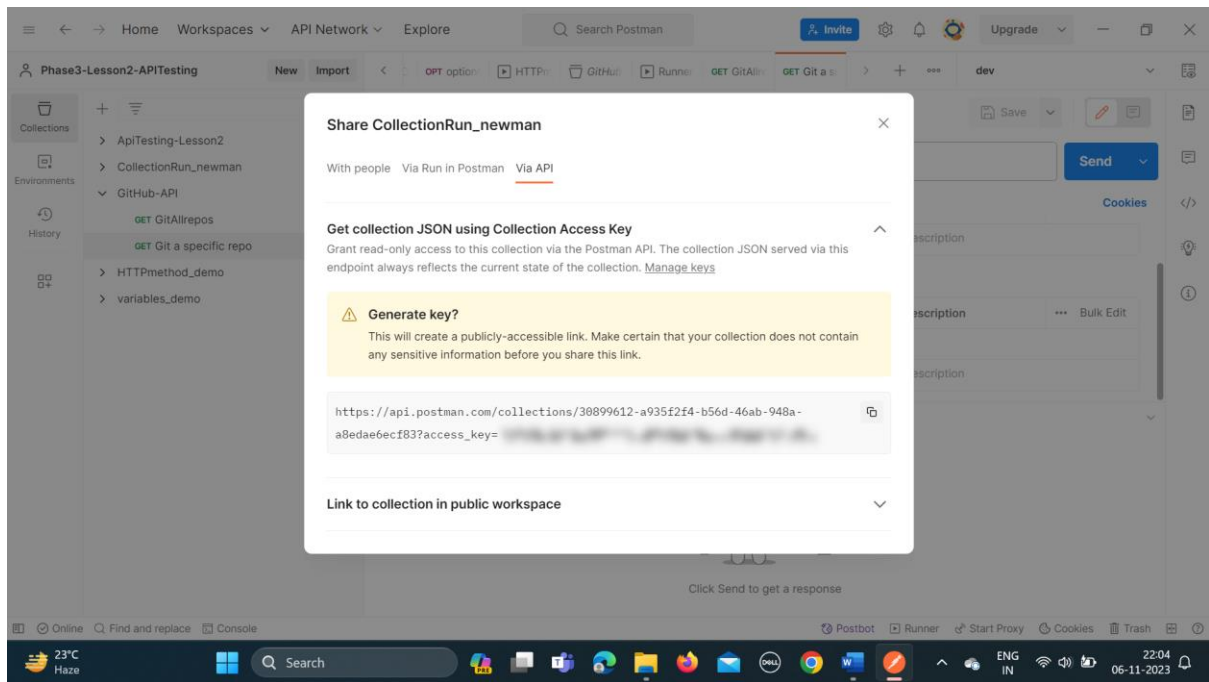 Home Workspaces API Network Explore Search Postman Invite Upgrade
Phase3-Lesson2-APITesting New Import OPT option HTTPm GitHub Runner GET GitAllr GET Git a s dev
Collections
Environments
History
ApiTesting-Lesson2
CollectionRun_newman
GitHub-API
GET GitAllrepos
GET Git a specific repo
HTTPmethod_demo
variables_demo
Save
Send
Cookies
escription
escription ••• Bulk Edit
escription
Share CollectionRun_newman
With people Via Run in Postman Via API
Get collection JSON using Collection Access Key
Grant read-only access to this collection via the Postman API. The collection JSON served via this
endpoint always reflects the current state of the collection. Manage keys
Generate key?
This will create a publicly-accessible link. Make certain that your collection does not contain
any sensitive information before you share this link.
https://api.postman.com/collections/30899612-a935f2f4-b56d-46ab-948a-
a8edae6ecf83?access_key=
Link to collection in public workspace
Click Send to get a response
Online Find and replace Console Postbot Runner Start Proxy Cookies Trash
23°C
Haze
Search
PRE
DELL
ENG
IN
22:04
06-11-2023